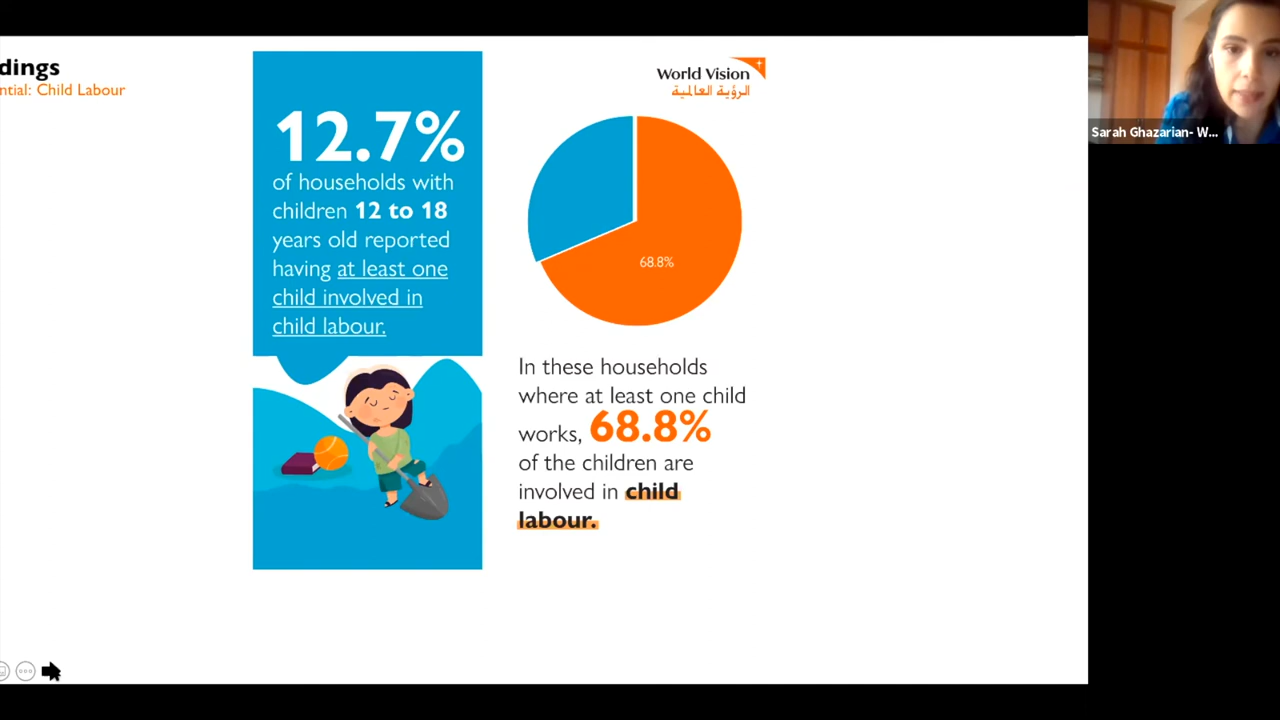 dings
ntial: Child Labour
12.7%
of households with
children 12 to 18
years old reported
having at least one
child involved in
child labour.
World Vision
الرؤية العالمية
68.8%
In these households
where at least one child
works, 68.8%
of the children are
involved in child
labour.
Sarah Ghazarian- W...